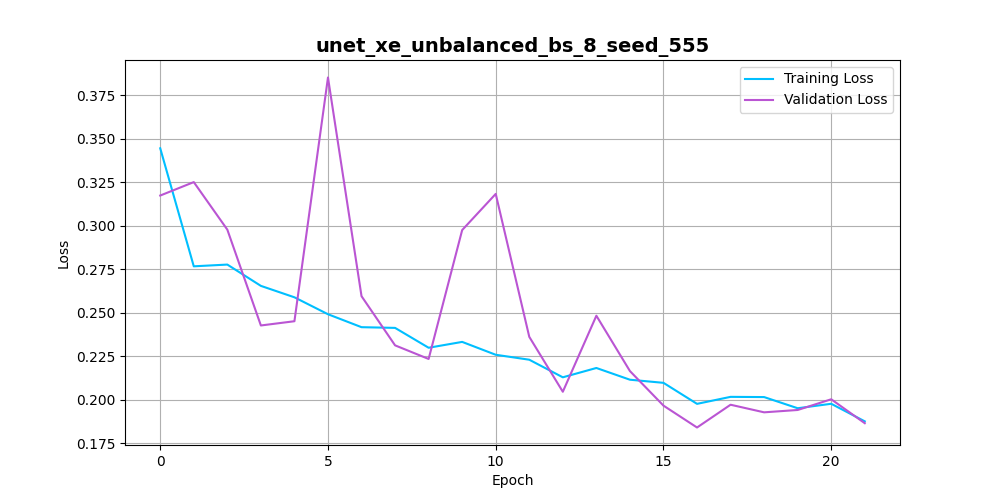 unet_xe_unbalanced_bs_8_seed_555
Training Loss
Validation Loss
0.375
0.350
0.325
0.300
0.275
0.250
0.225
0.200
0.175
Loss
0
5
10
15
20
Epoch